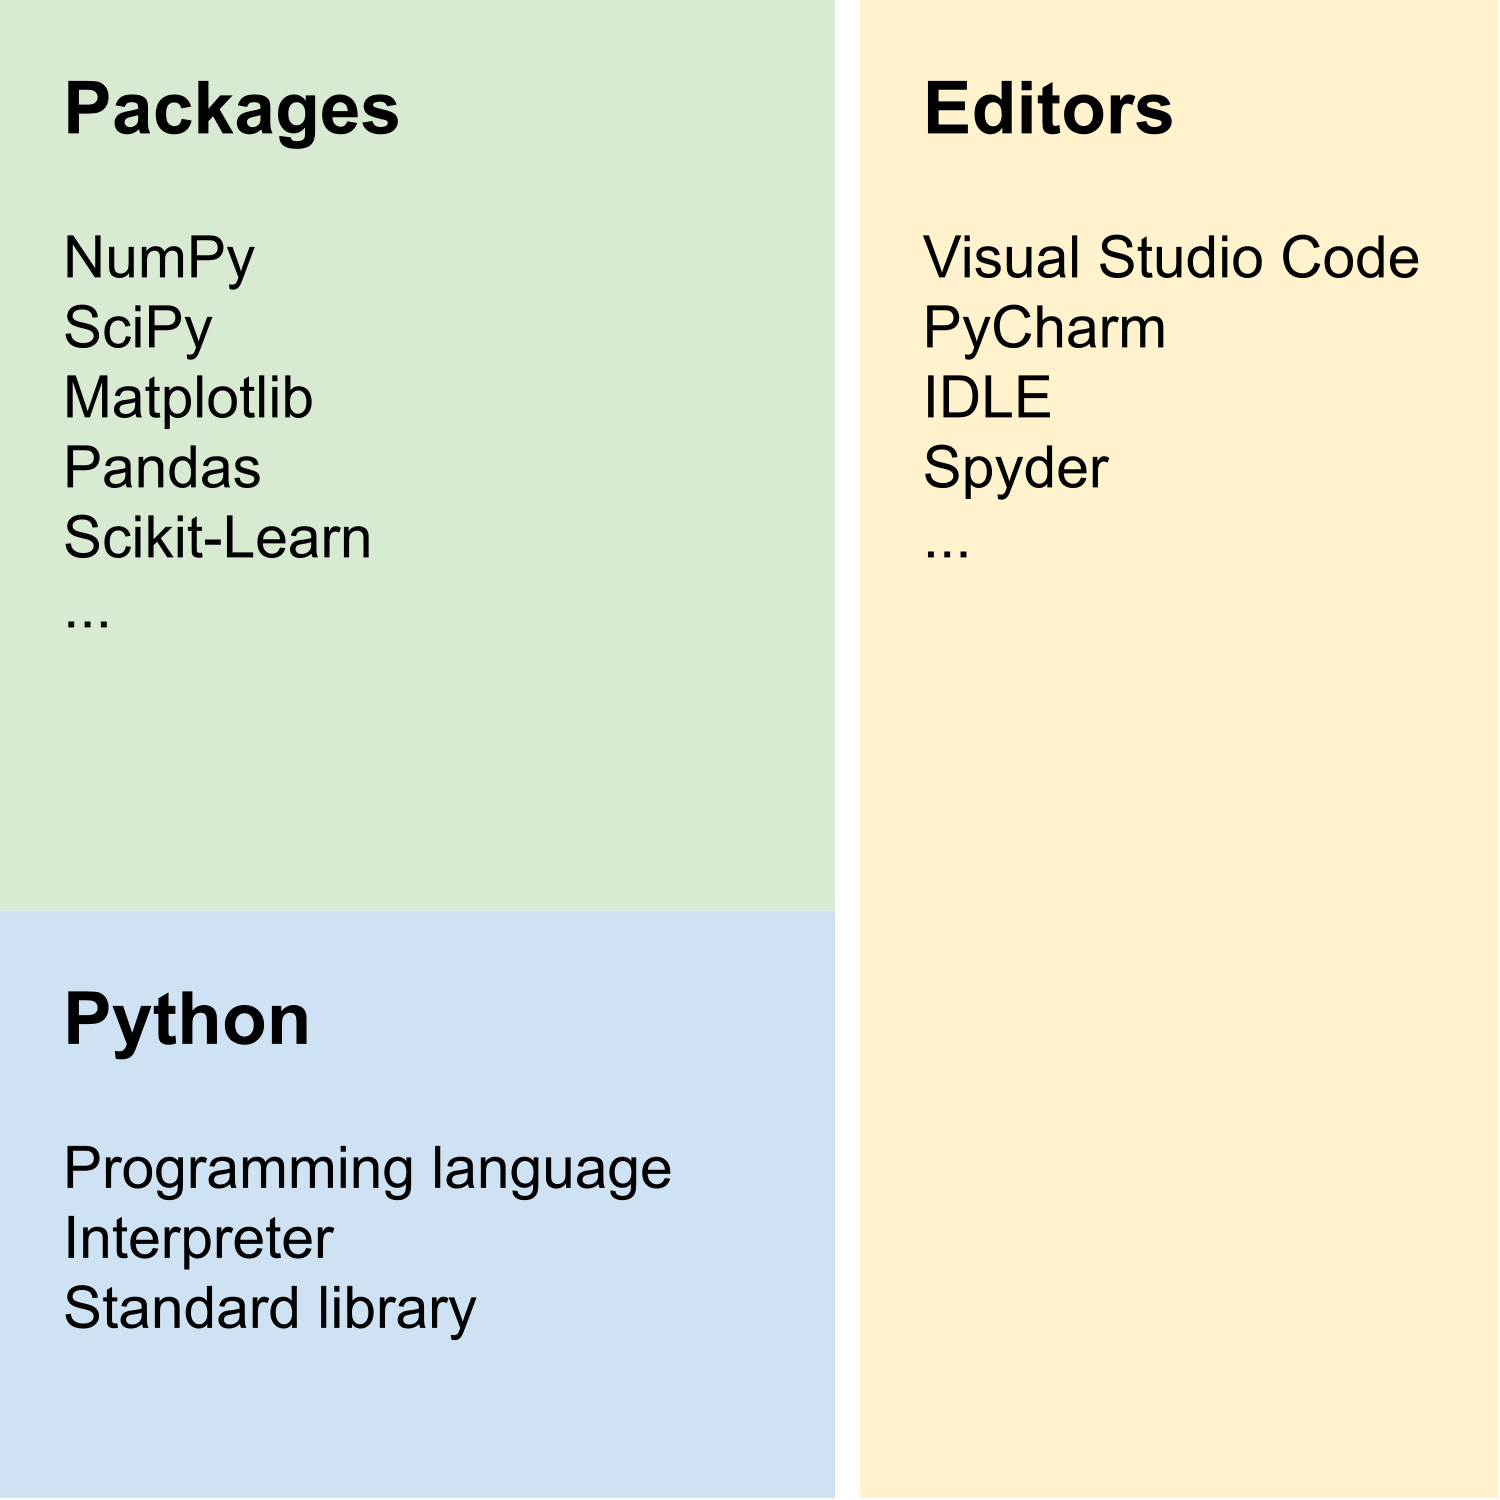 Packages
NumPy
SciPy
Matplotlib
Pandas
Scikit-Learn
...
Python
Programming language
Interpreter
Standard library
Editors
Visual Studio Code
PyCharm
IDLE
Spyder
...